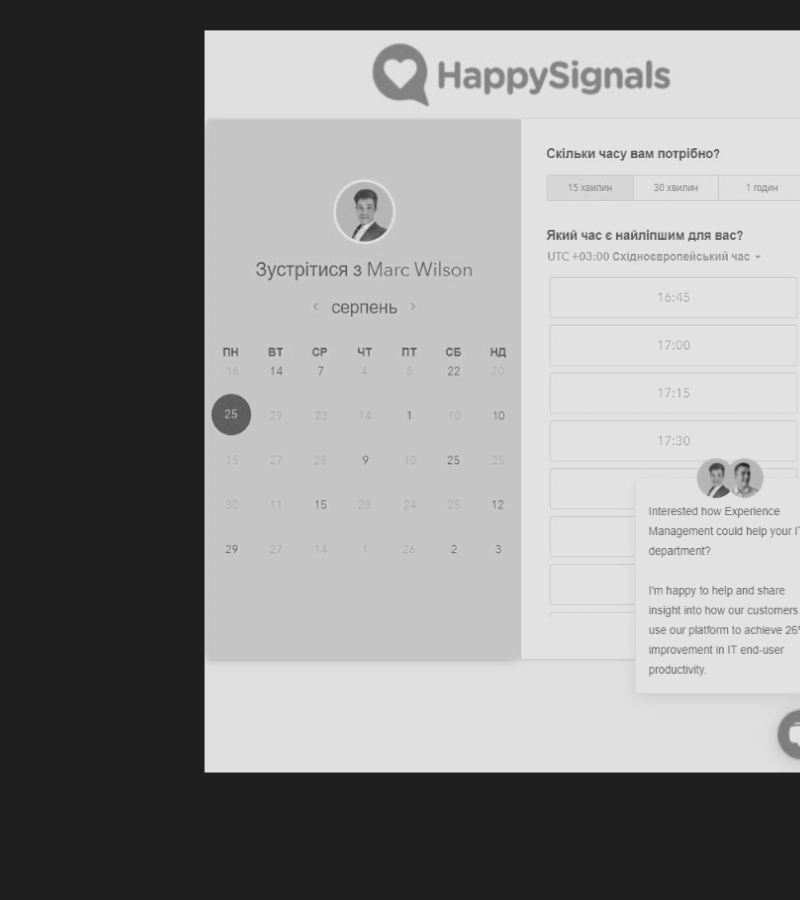 HappySignals
Зустрітися з Marc Wilson
серпень
ПН ВТ СР ЧТ ПТ СБ НД
16 14 7 4 8 22 20
25 29 23 14 1 10 10
15 27 28 9 10 25 25
30 11 15 28 24 25 12
29 27 14 1 26 2 3
Скільки часу вам потрібно?
15 хвилин 30 хвилин 1 годин
Який час є найліпшим для вас?
UTC +03:00 Східноєвропейський час
16:45
17:00
17:15
17:30
Interested how Experience
Management could help your IT
department?
I'm happy to help and share
insight into how our customers
use our platform to achieve 26%
improvement in IT end-user
productivity.